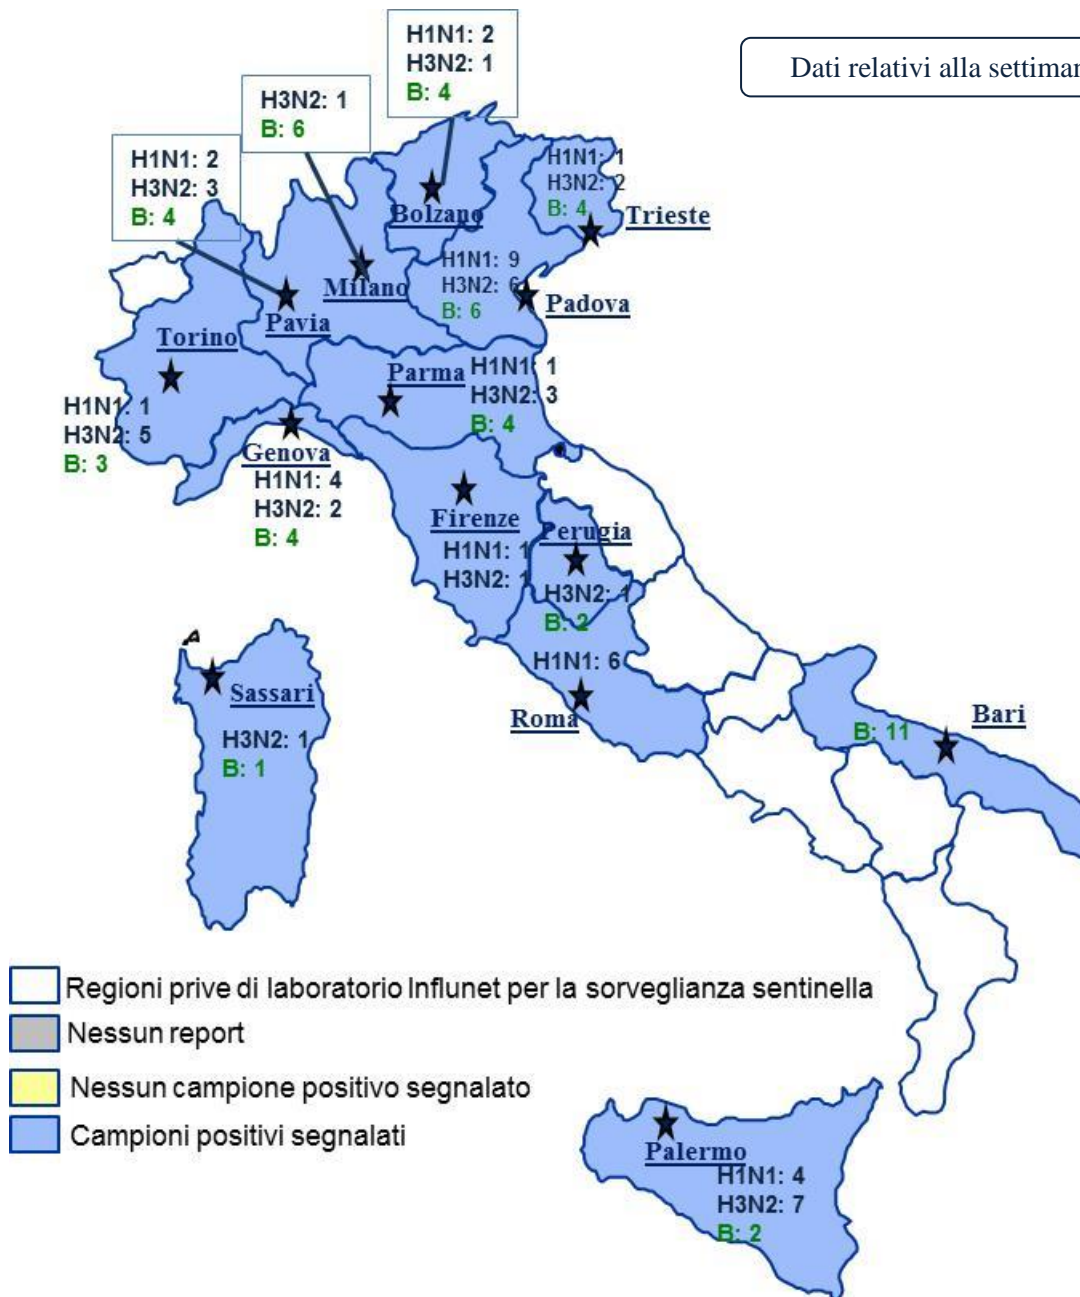 H1N1: 2
H3N2: 1
B: 4
Dati relativi alla
H3N2: 1
B: 6
H1N1: 2
H3N2: 3
B: 4
H1N1: 1
H3N2: 2
B: 4
Bolzano
Trieste
H1N1: 9
H3N2: 6
B: 6
Milano
Padova
Pavia
Torino
Parma
H1N1: 1
H3N2: 3
B: 4
H1N1: 1
H3N2: 5
B: 3
Genova
H1N1: 4
H3N2: 2
B: 4
Firenze
H1N1: 1
H3N2: 1
Perugia
H3N2: 1
B: 2
H1N1: 6
Roma
Sassari
H3N2: 1
B: 1
Bari
B: 11
Regioni prive di laboratorio Influnet per la sorveglianza sentinella
Nessun report
Nessun campione positivo segnalato
Campioni positivi segnalati
Palermo
H1N1: 4
H3N2: 7
B: 2